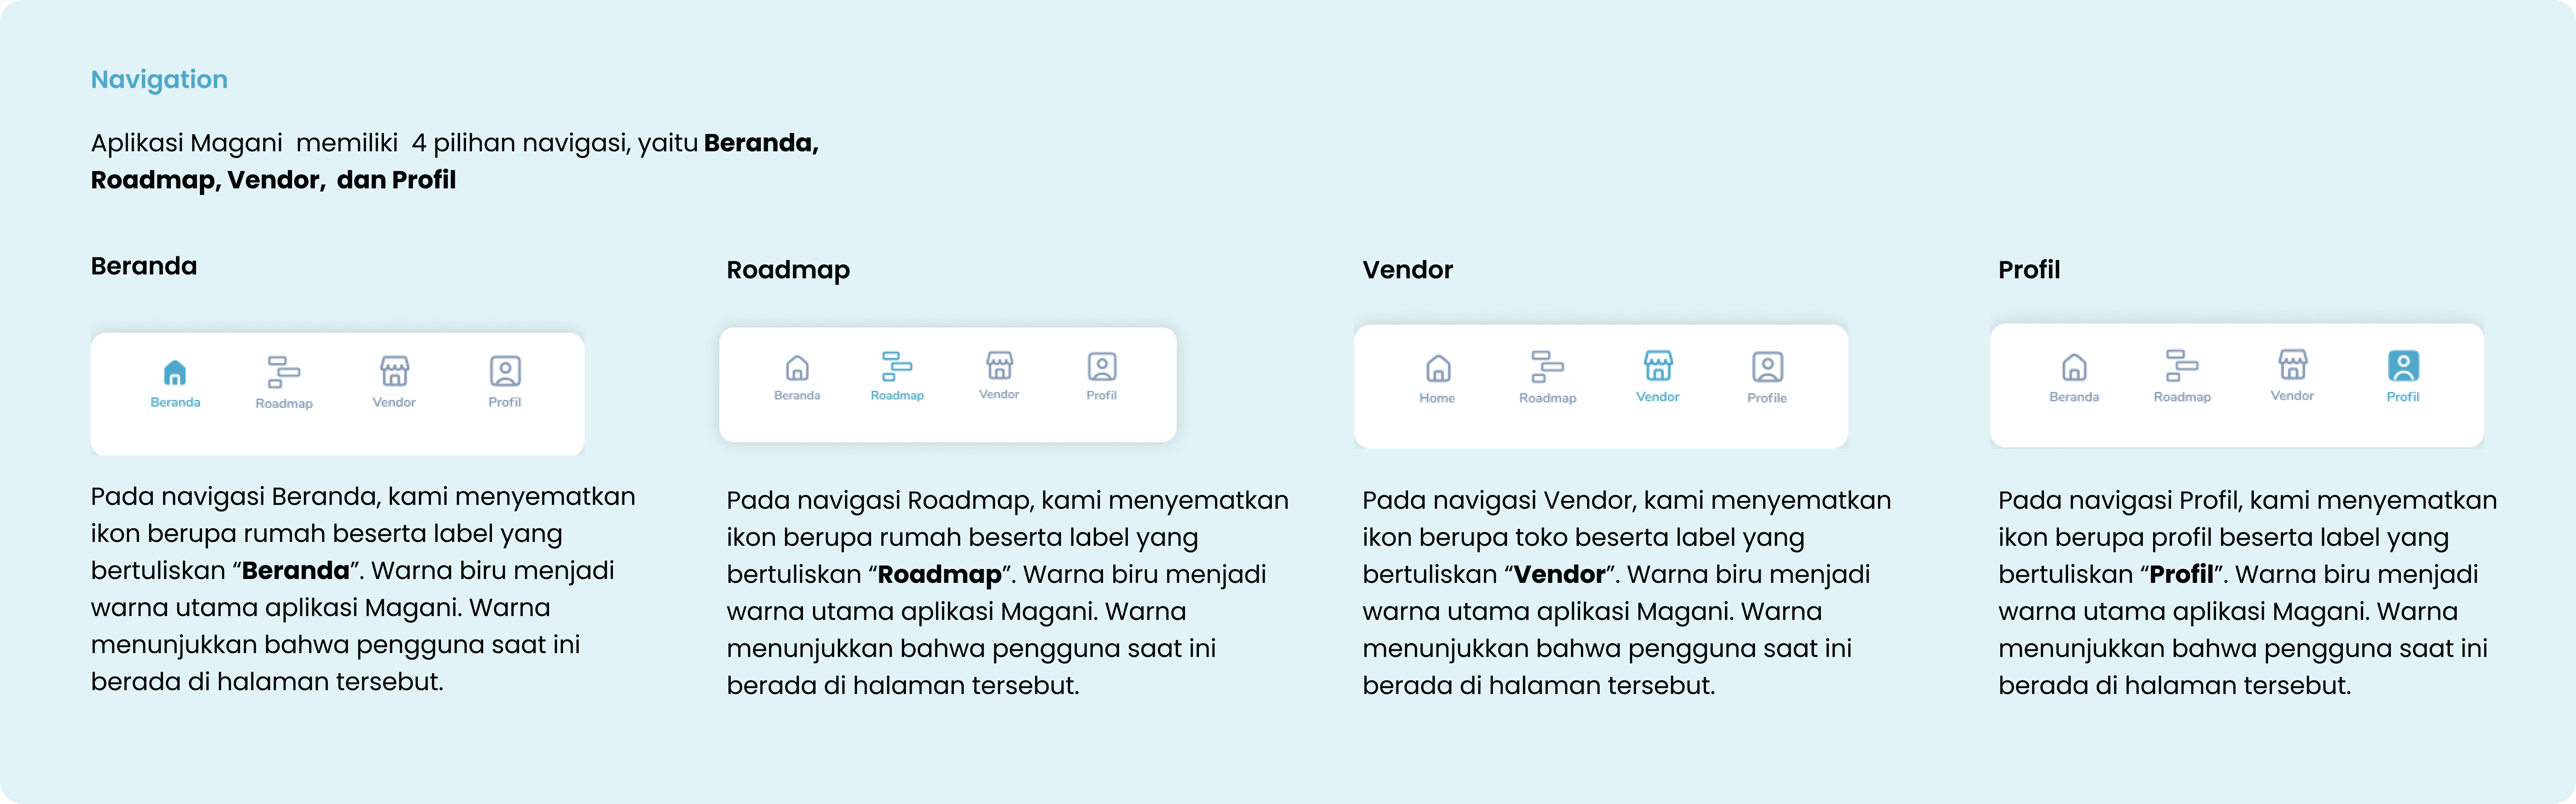 Navigation
Aplikasi Magani  memiliki  4 pilihan navigasi, yaitu Beranda,
Roadmap, Vendor,  dan Profil
Beranda
Beranda Roadmap Vendor Profil
Pada navigasi Beranda, kami menyematkan
ikon berupa rumah beserta label yang
bertuliskan “Beranda”. Warna biru menjadi
warna utama aplikasi Magani. Warna
menunjukkan bahwa pengguna saat ini
berada di halaman tersebut.
Roadmap
Beranda Roadmap Vendor Profil
Pada navigasi Roadmap, kami menyematkan
ikon berupa rumah beserta label yang
bertuliskan “Roadmap”. Warna biru menjadi
warna utama aplikasi Magani. Warna
menunjukkan bahwa pengguna saat ini
berada di halaman tersebut.
Vendor
Home Roadmap Vendor Profile
Pada navigasi Vendor, kami menyematkan
ikon berupa toko beserta label yang
bertuliskan “Vendor”. Warna biru menjadi
warna utama aplikasi Magani. Warna
menunjukkan bahwa pengguna saat ini
berada di halaman tersebut.
Profil
Beranda Roadmap Vendor Profil
Pada navigasi Profil, kami menyematkan
ikon berupa profil beserta label yang
bertuliskan “Profil”. Warna biru menjadi
warna utama aplikasi Magani. Warna
menunjukkan bahwa pengguna saat ini
berada di halaman tersebut.